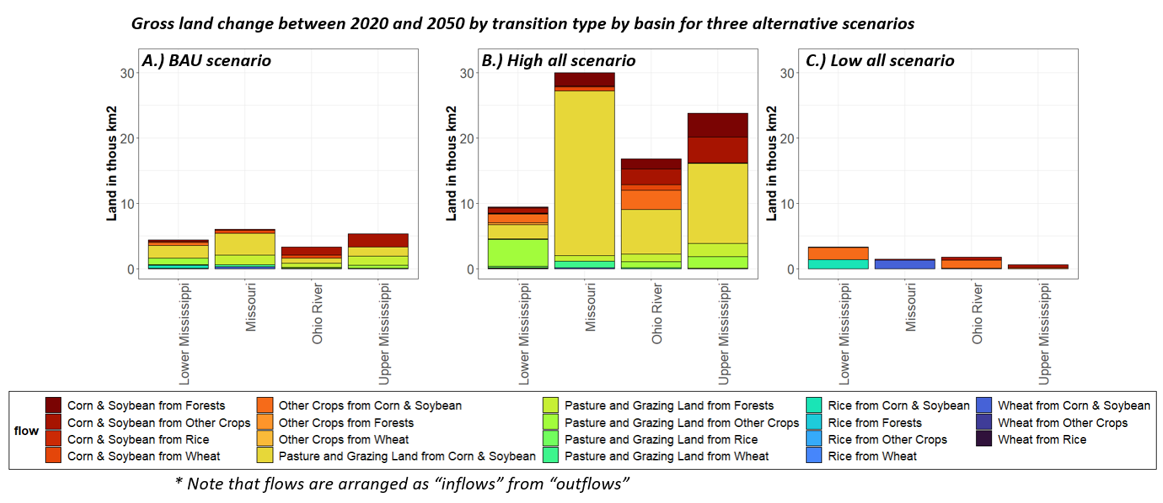 Gross land change between 2020 and 2050 by transition type by basin for three alternative scenarios
A.) BAU scenario
Land in thous km2
30
20
10
0
Lower Mississippi
Missouri
Ohio River
Upper Mississippi
B.) High all scenario
Land in thous km2
30
20
10
0
Lower Mississippi
Missouri
Ohio River
Upper Mississippi
C.) Low all scenario
Land in thous km2
30
20
10
0
Lower Mississippi
Missouri
Ohio River
Upper Mississippi
flow
Corn & Soybean from Forests
Corn & Soybean from Other Crops
Corn & Soybean from Rice
Corn & Soybean from Wheat
Other Crops from Corn & Soybean
Other Crops from Forests
Other Crops from Wheat
Pasture and Grazing Land from Corn & Soybean
Pasture and Grazing Land from Forests
Pasture and Grazing Land from Other Crops
Pasture and Grazing Land from Rice
Pasture and Grazing Land from Wheat
Rice from Corn & Soybean
Rice from Forests
Rice from Other Crops
Rice from Wheat
Wheat from Corn & Soybean
Wheat from Other Crops
Wheat from Rice
* Note that flows are arranged as “inflows” from “outflows”